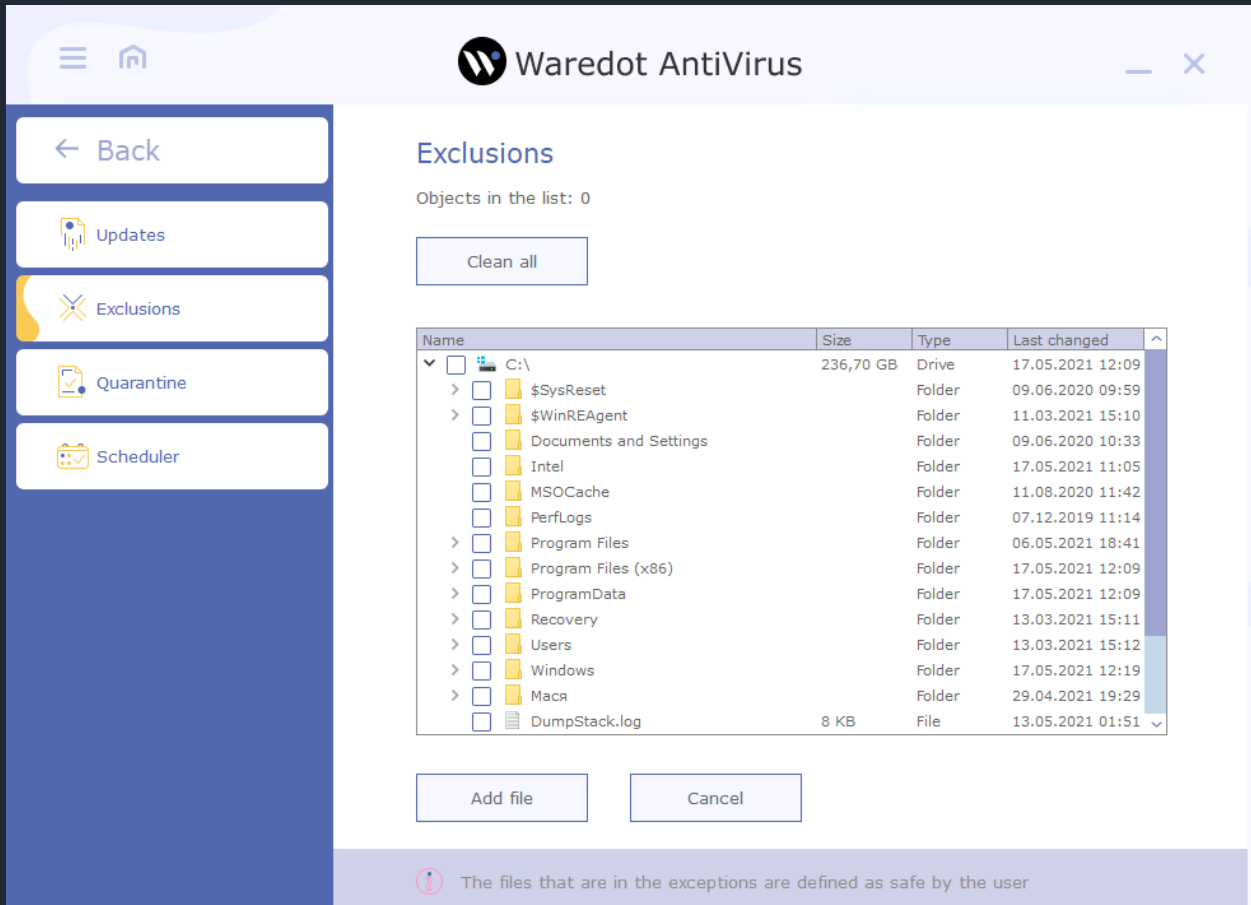 Waredot AntiVirus
Back
Updates
Exclusions
Quarantine
Scheduler
Exclusions
Objects in the list: 0
Clean all
Name Size Type Last changed
C:\ 236,70 GB Drive 17.05.2021 12:09
$SysReset Folder 09.06.2020 09:59
$WinREAgent Folder 11.03.2021 15:10
Documents and Settings Folder 09.06.2020 10:33
Intel Folder 17.05.2021 11:05
MSOCache Folder 11.08.2020 11:42
PerfLogs Folder 07.12.2019 11:14
Program Files Folder 06.05.2021 18:41
Program Files (x86) Folder 17.05.2021 12:09
ProgramData Folder 17.05.2021 12:09
Recovery Folder 13.03.2021 15:11
Users Folder 13.03.2021 15:12
Windows Folder 17.05.2021 12:19
Мася Folder 29.04.2021 19:29
DumpStack.log 8 KB File 13.05.2021 01:51
Add file Cancel
The files that are in the exceptions are defined as safe by the user